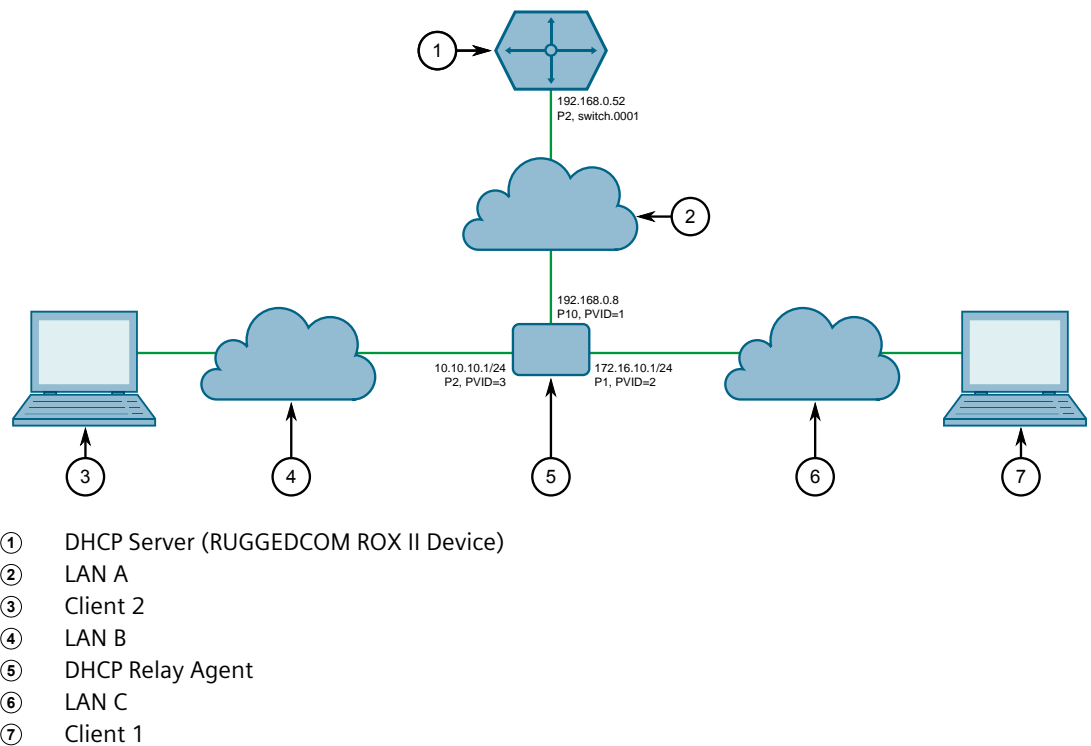 1
192.168.0.52
P2, switch.0001
2
192.168.0.8
P10, PVID=1
10.10.10.1/24
P2, PVID=3
172.16.10.1/24
P1, PVID=2
3
4
5
6
7
1 DHCP Server (RUGGEDCOM ROX II Device)
2 LAN A
3 Client 2
4 LAN B
5 DHCP Relay Agent
6 LAN C
7 Client 1